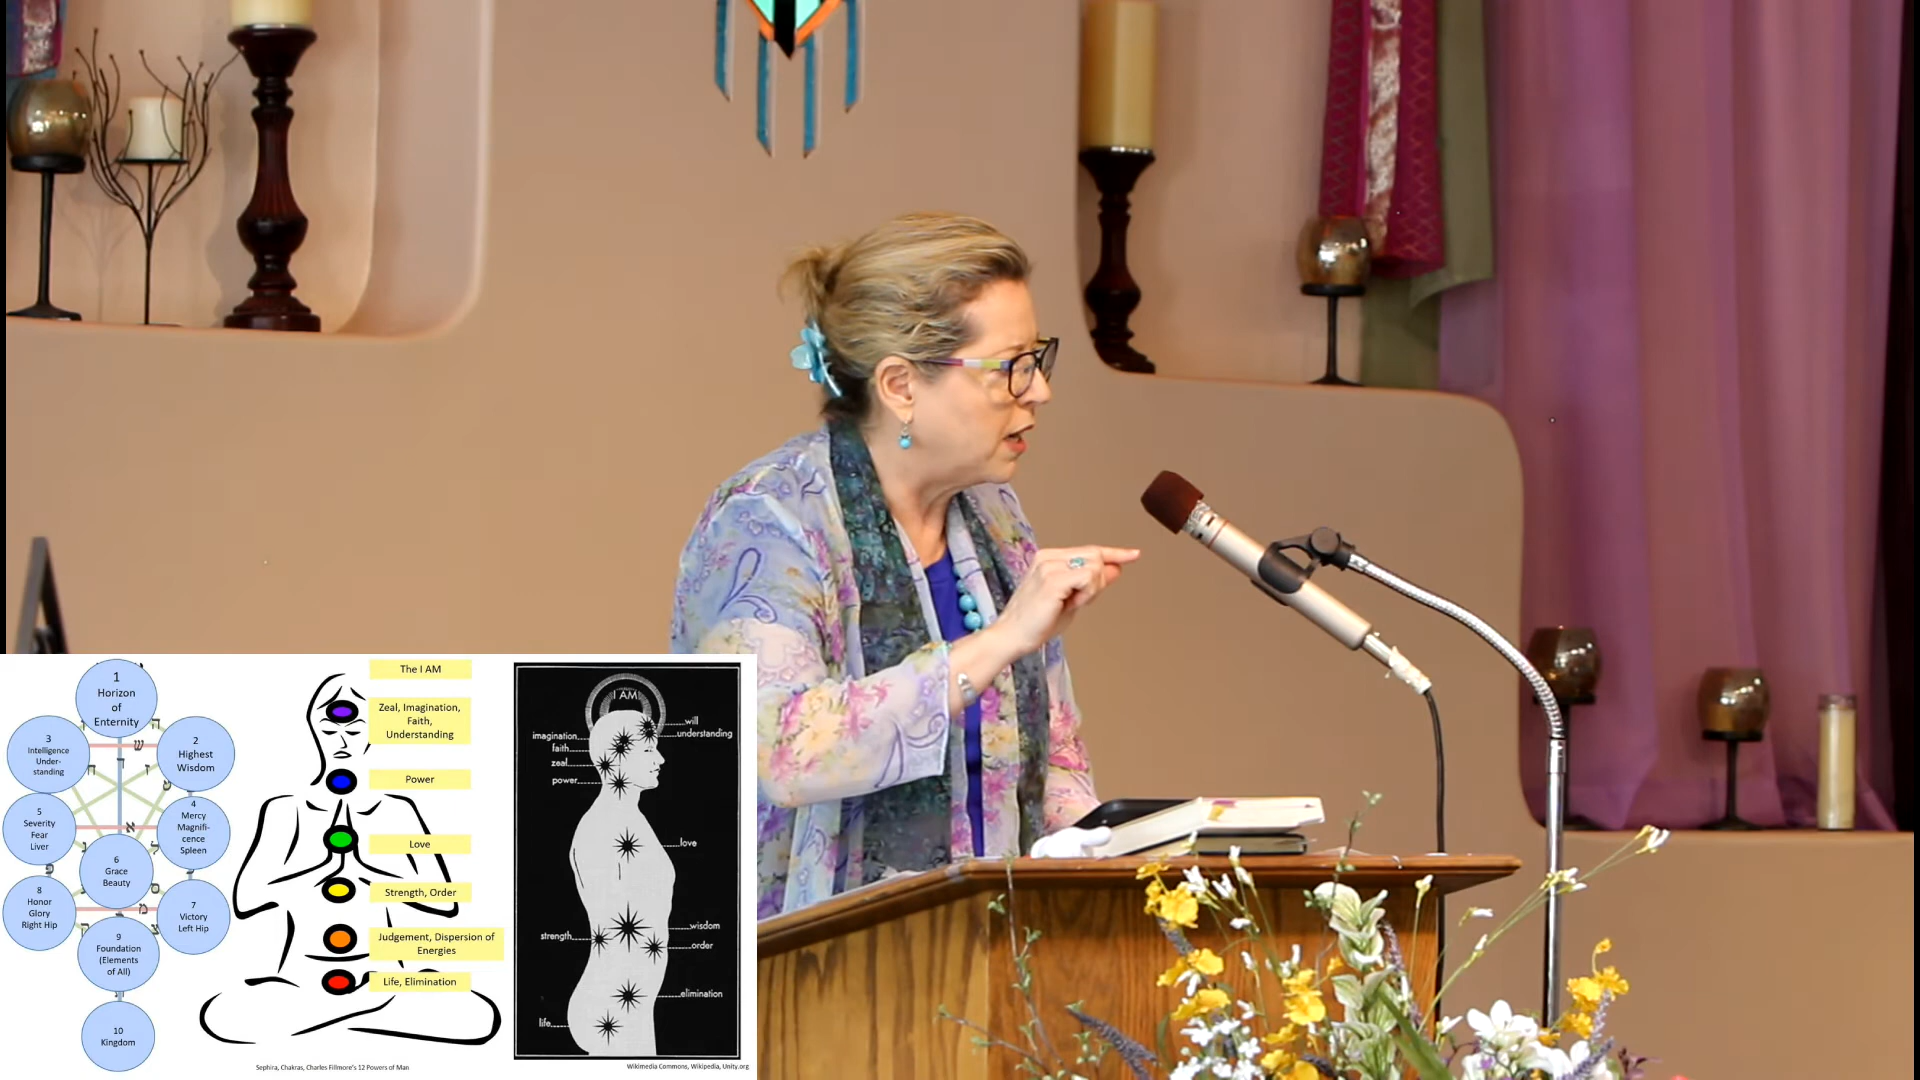 1
Horizon
of
Enternity
3
Intelligence
Under-
standing
2
Highest
Wisdom
5
Severity
Fear
Liver
4
Mercy
Magnifi-
cence
Spleen
6
Grace
Beauty
8
Honor
Glory
Right Hip
7
Victory
Left Hip
9
Foundation
(Elements
of All)
10
Kingdom
ש
א
מ
The I AM
Zeal, Imagination,
Faith,
Understanding
Power
Love
Strength, Order
Judgement, Dispersion of
Energies
Life, Elimination
I AM
will
understanding
imagination
faith
zeal
power
love
wisdom
strength
order
elimination
life
Sephira, Chakras, Charles Fillmore's 12 Powers of Man
Wikimedia Commons, Wikipedia, Unity.org